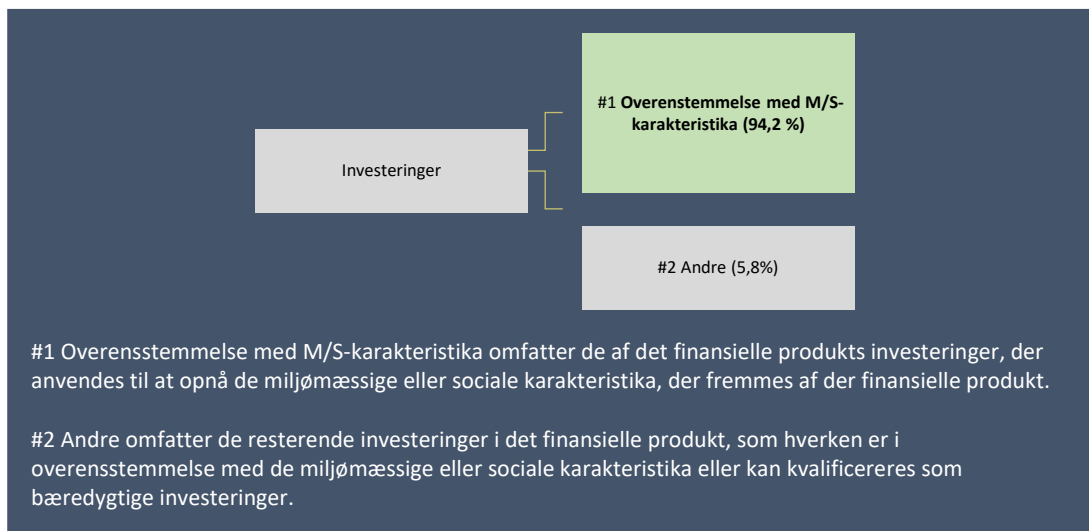 #1 Overenstemmelse med M/S-
karakteristika (94,2 %)
Investeringer
#2 Andre (5,8%)
#1 Overensstemmelse med M/S-karakteristika omfatter de af det finansielle produkts investeringer, der
anvendes til at opnå de miljømæssige eller sociale karakteristika, der fremmes af der finansielle produkt.
#2 Andre omfatter de resterende investeringer i det finansielle produkt, som hverken er i
overensstemmelse med de miljømæssige eller sociale karakteristika eller kan kvalificereres som
bæredygtige investeringer.